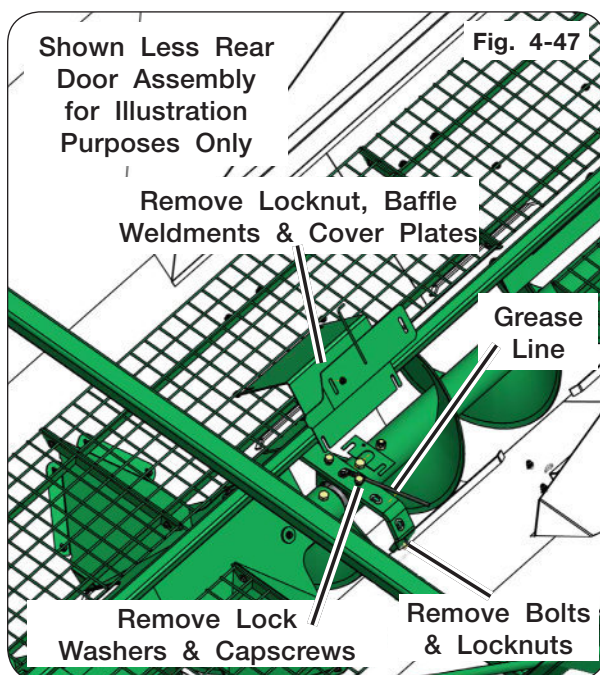 Shown Less Rear
Door Assembly
for Illustration
Purposes Only
Fig. 4-47
Remove Locknut, Baffle
Weldments & Cover Plates
Grease
Line
Remove Lock
Washers & Capscrews
Remove Bolts
& Locknuts